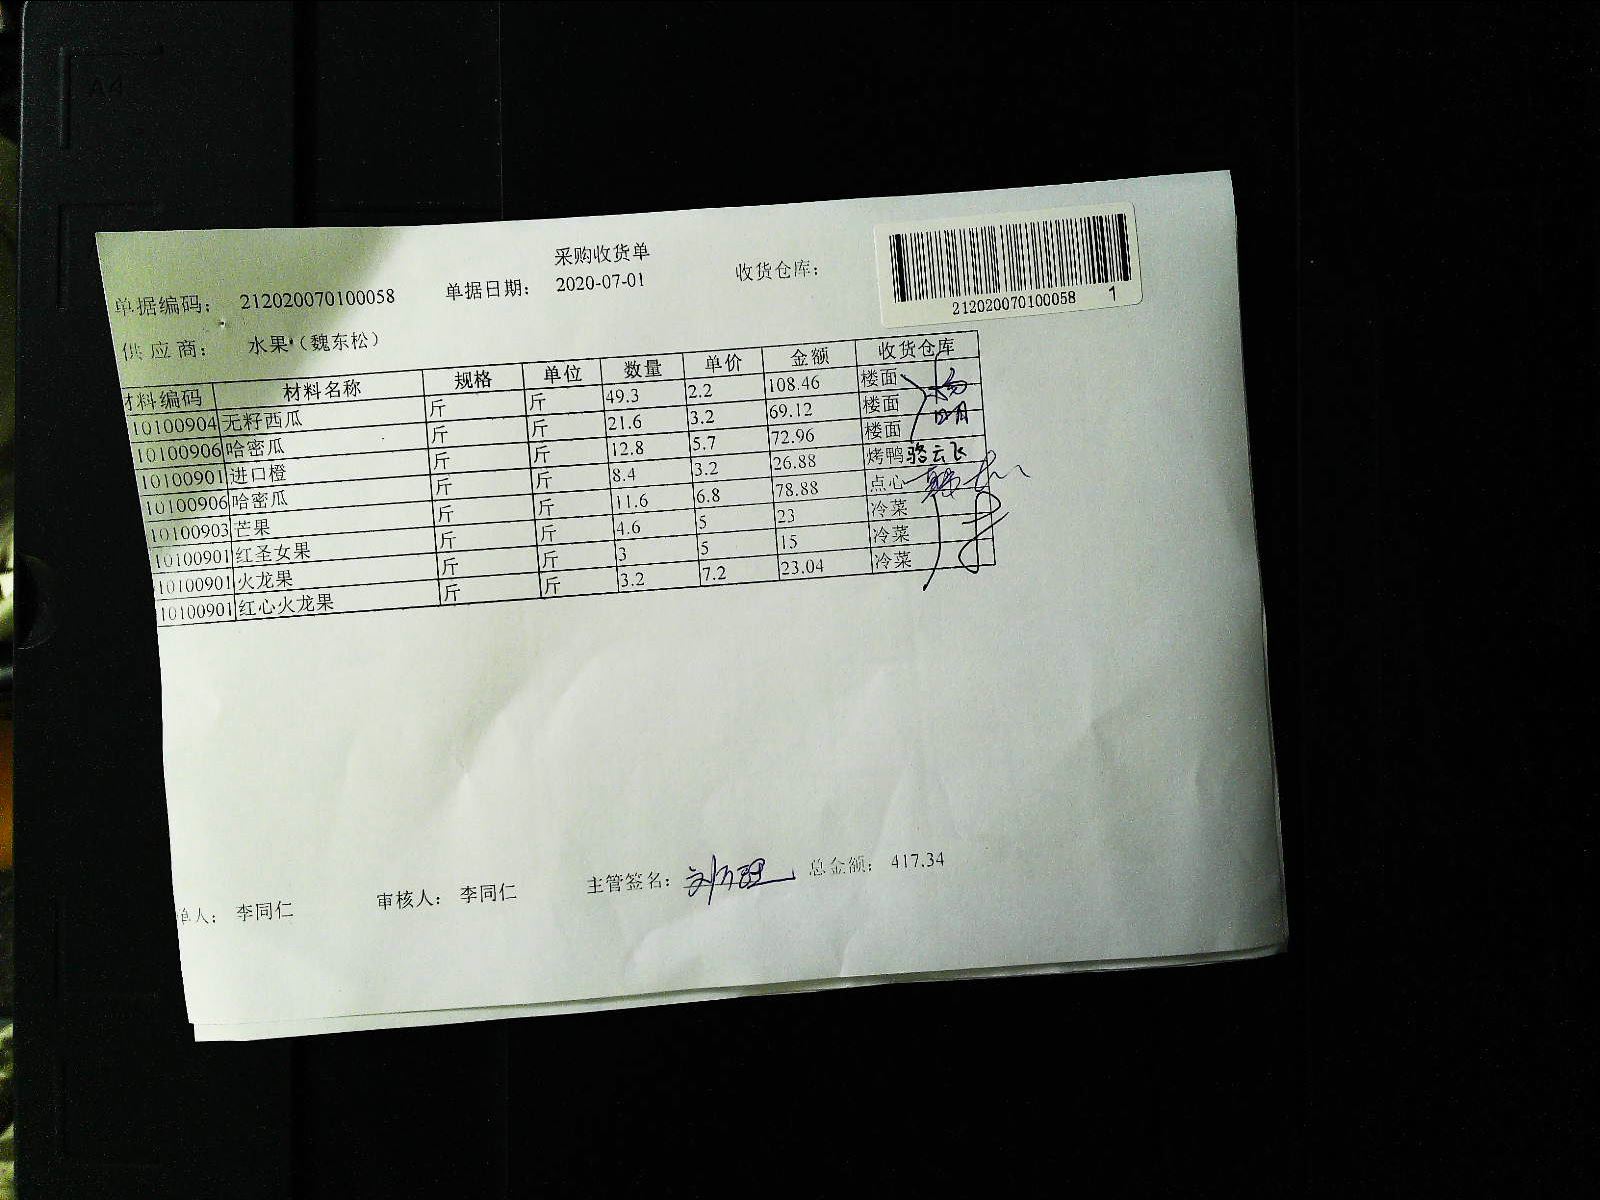 A4
采购收货单
单据编码： 212020070100058 单据日期： 2020-07-01 收货仓库：
212020070100058 1
供应商： 水果（魏东松）
材料编码 材料名称 规格 单位 数量 单价 金额 收货仓库
10100904 无籽西瓜 斤 斤 49.3 2.2 108.46 楼面
10100906 哈密瓜 斤 斤 21.6 3.2 69.12 楼面
10100901 进口橙 斤 斤 12.8 5.7 72.96 楼面
10100906 哈密瓜 斤 斤 8.4 3.2 26.88 烤鸭 骆云飞
10100903 芒果 斤 斤 11.6 6.8 78.88 点心
10100901 红圣女果 斤 斤 4.6 5 23 冷菜
10100901 火龙果 斤 斤 3 5 15 冷菜
10100901 红心火龙果 斤 斤 3.2 7.2 23.04 冷菜
单人： 李同仁 审核人： 李同仁 主管签名： 总金额： 417.34